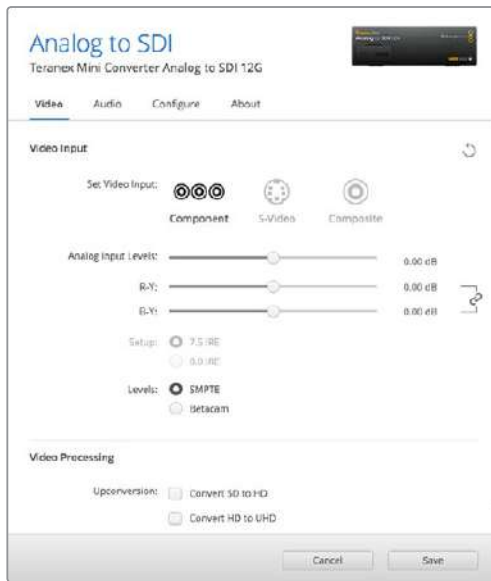 Analog to SDI
Teranex Mini Converter Analog to SDI 12G
Video Audio Configure About
Video Input
Set Video Input:
Component S-Video Composite
Analog Input Levels: 0.00 dB
R-Y: 0.00 dB
B-Y: 0.00 dB
Setup: 7.5 IRE
0.0 IRE
Levels: SMPTE
Betacam
Video Processing
Upconversion: Convert SD to HD
Convert HD to UHD
Cancel Save